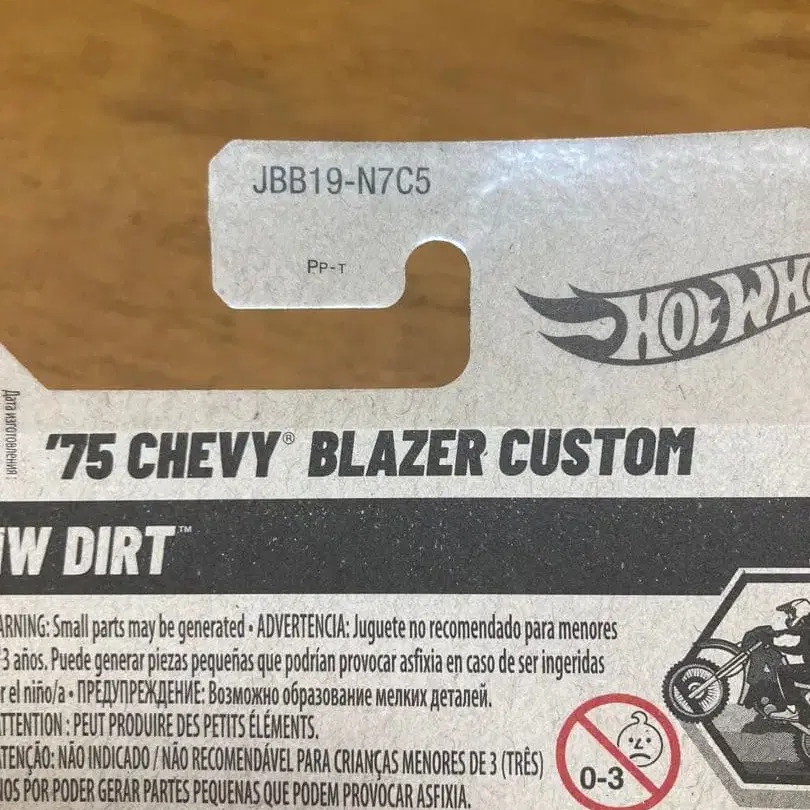 JBB19-N7C5
PP-T
HOT WH
Дата изготовления:
'75 CHEVY® BLAZER CUSTOM
HW DIRT™
ARNING: Small parts may be generated • ADVERTENCIA: Juguete no recomendado para menores
3 años. Puede generar piezas pequeñas que podrían provocar asfixia en caso de ser ingeridas
r el niño/a • ПРЕДУПРЕЖДЕНИЕ: Возможно образование мелких деталей.
TTENTION : PEUT PRODUIRE DES PETITS ÉLÉMENTS.
TENÇÃO: NÃO INDICADO / NÃO RECOMENDÁVEL PARA CRIANÇAS MENORES DE 3 (TRÊS)
NOS POR PODER GERAR PARTES PEQUENAS QUE PODEM PROVOCAR ASFIXIA.
0-3